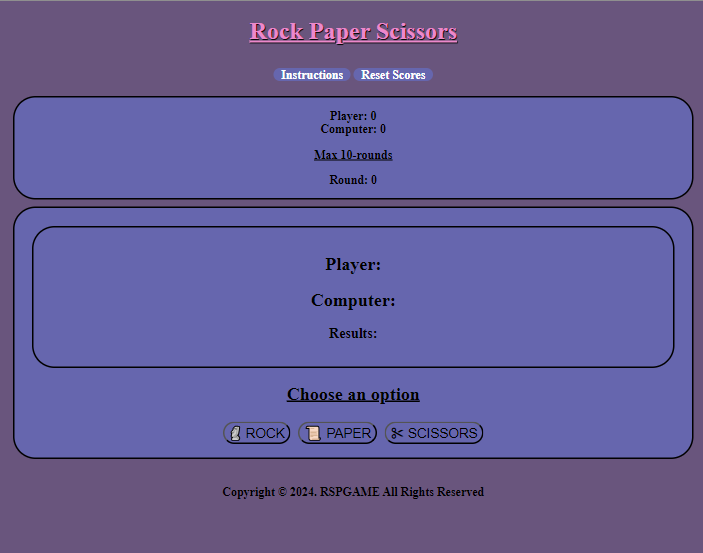 Rock Paper Scissors
Instructions Reset Scores
Player: 0
Computer: 0
Max 10-rounds
Round: 0
Player:
Computer:
Results:
Choose an option
ROCK PAPER SCISSORS
Copyright © 2024. RSPGAME All Rights Reserved